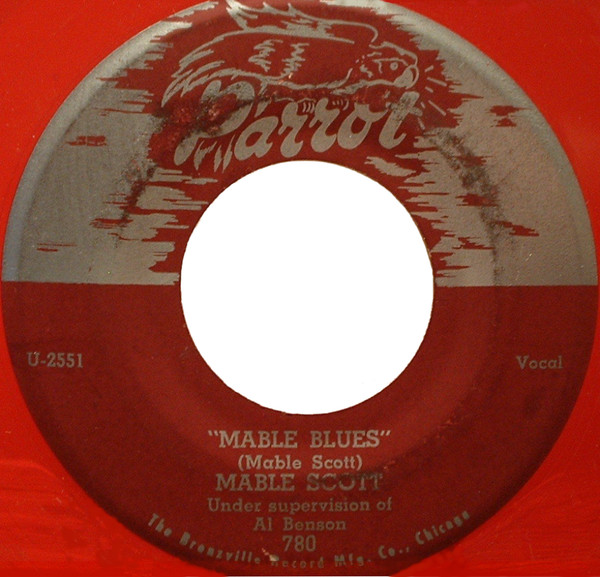 Parrot
U-2551
Vocal
"MABLE BLUES"
(Mable Scott)
MABLE SCOTT
Under supervision of
Al Benson
780
The Bronzville Record Mfg. Co., Chicago